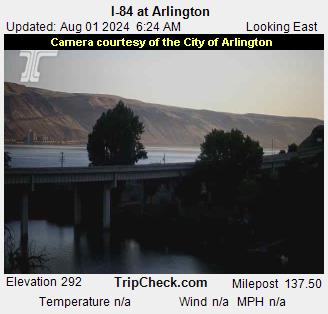 I-84 at Arlington
Updated: Aug 01 2024 6:24 AM Looking East
Camera courtesy of the City of Arlington
Elevation 292 TripCheck.com Milepost 137.50
Temperature n/a Wind n/a MPH n/a